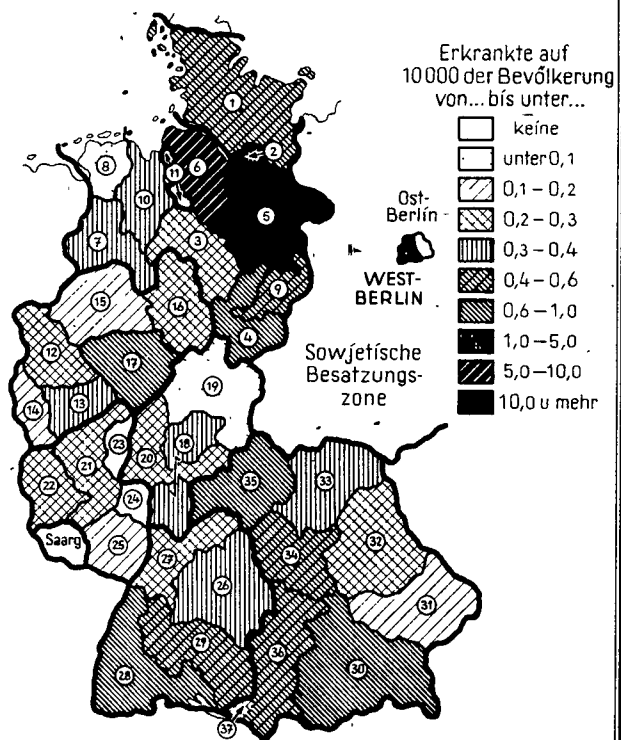 Erkrankte auf
10000 der Bevölkerung
von... bis unter...
keine
unter 0,1
0,1 – 0,2
0,2 – 0,3
0,3 – 0,4
0,4 – 0,6
0,6 – 1,0
1,0 – 5,0
5,0 – 10,0
10,0 u mehr
Ost-
Berlin
WEST-
BERLIN
Sowjetische
Besatzungs-
zone
1
2
8
11
6
10
5
7
3
9
15
16
4
12
17
19
14
13
23
18
20
21
22
35
33
24
Saarg
25
27
34
32
26
31
29
34
28
30
37